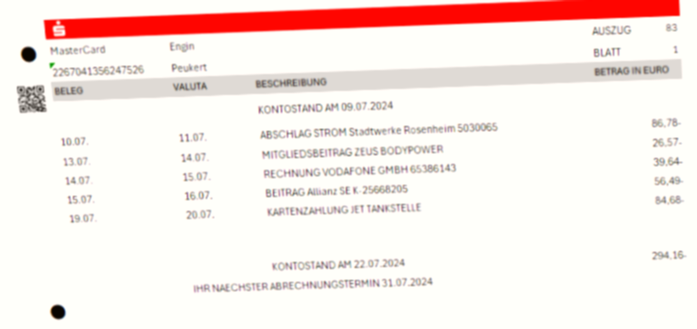 MasterCard Engin AUSZUG 83
2267041356247526 Peukert BLATT 1
BELEG VALUTA BESCHREIBUNG BETRAG IN EURO
KONTOSTAND AM 09.07.2024
10.07. 11.07. ABSCHLAG STROM Stadtwerke Rosenheim 5030065 86,78-
13.07. 14.07. MITGLIEDSBEITRAG ZEUS BODYPOWER 26,57-
14.07. 15.07. RECHNUNG VODAFONE GMBH 65386143 39,64-
15.07. 16.07. BEITRAG Allianz SE K-25668205 56,49-
19.07. 20.07. KARTENZAHLUNG JET TANKSTELLE 84,68-
KONTOSTAND AM 22.07.2024 294,16-
IHR NAECHSTER ABRECHNUNGSTERMIN 31.07.2024